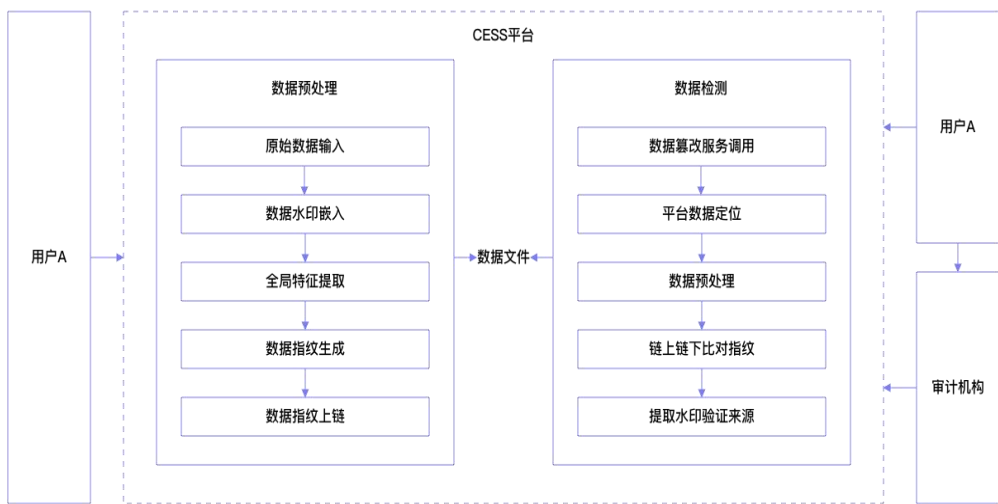 CESS平台
用户A
数据预处理
原始数据输入
数据水印嵌入
全局特征提取
数据指纹生成
数据指纹上链
数据文件
数据检测
数据篡改服务调用
平台数据定位
数据预处理
链上链下比对指纹
提取水印验证来源
用户A
审计机构